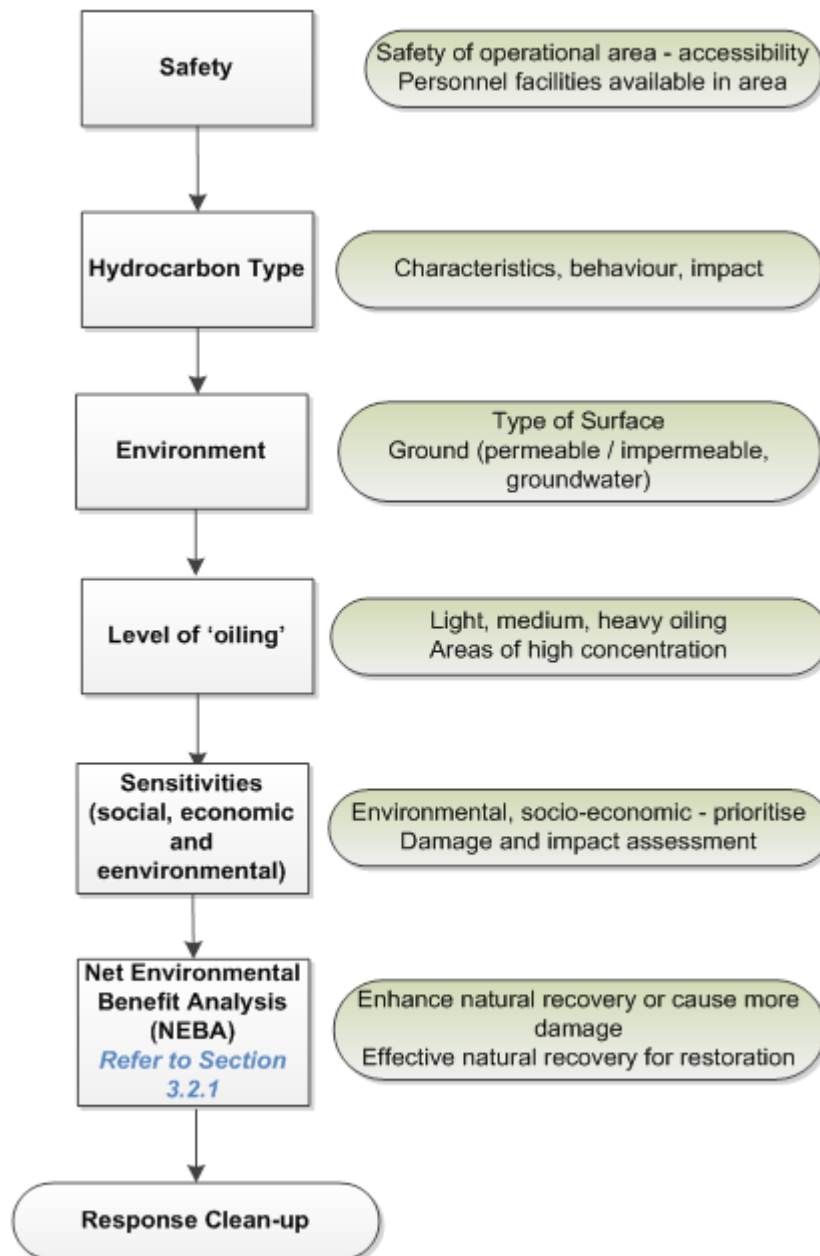 Safety
Safety of operational area - accessibility
Personnel facilities available in area
Hydrocarbon Type
Characteristics, behaviour, impact
Environment
Type of Surface
Ground (permeable / impermeable,
groundwater)
Level of ‘oiling’
Light, medium, heavy oiling
Areas of high concentration
Sensitivities
(social, economic
and
eenvironmental)
Environmental, socio-economic - prioritise
Damage and impact assessment
Net Environmental
Benefit Analysis
(NEBA)
Refer to Section
3.2.1
Enhance natural recovery or cause more
damage
Effective natural recovery for restoration
Response Clean-up